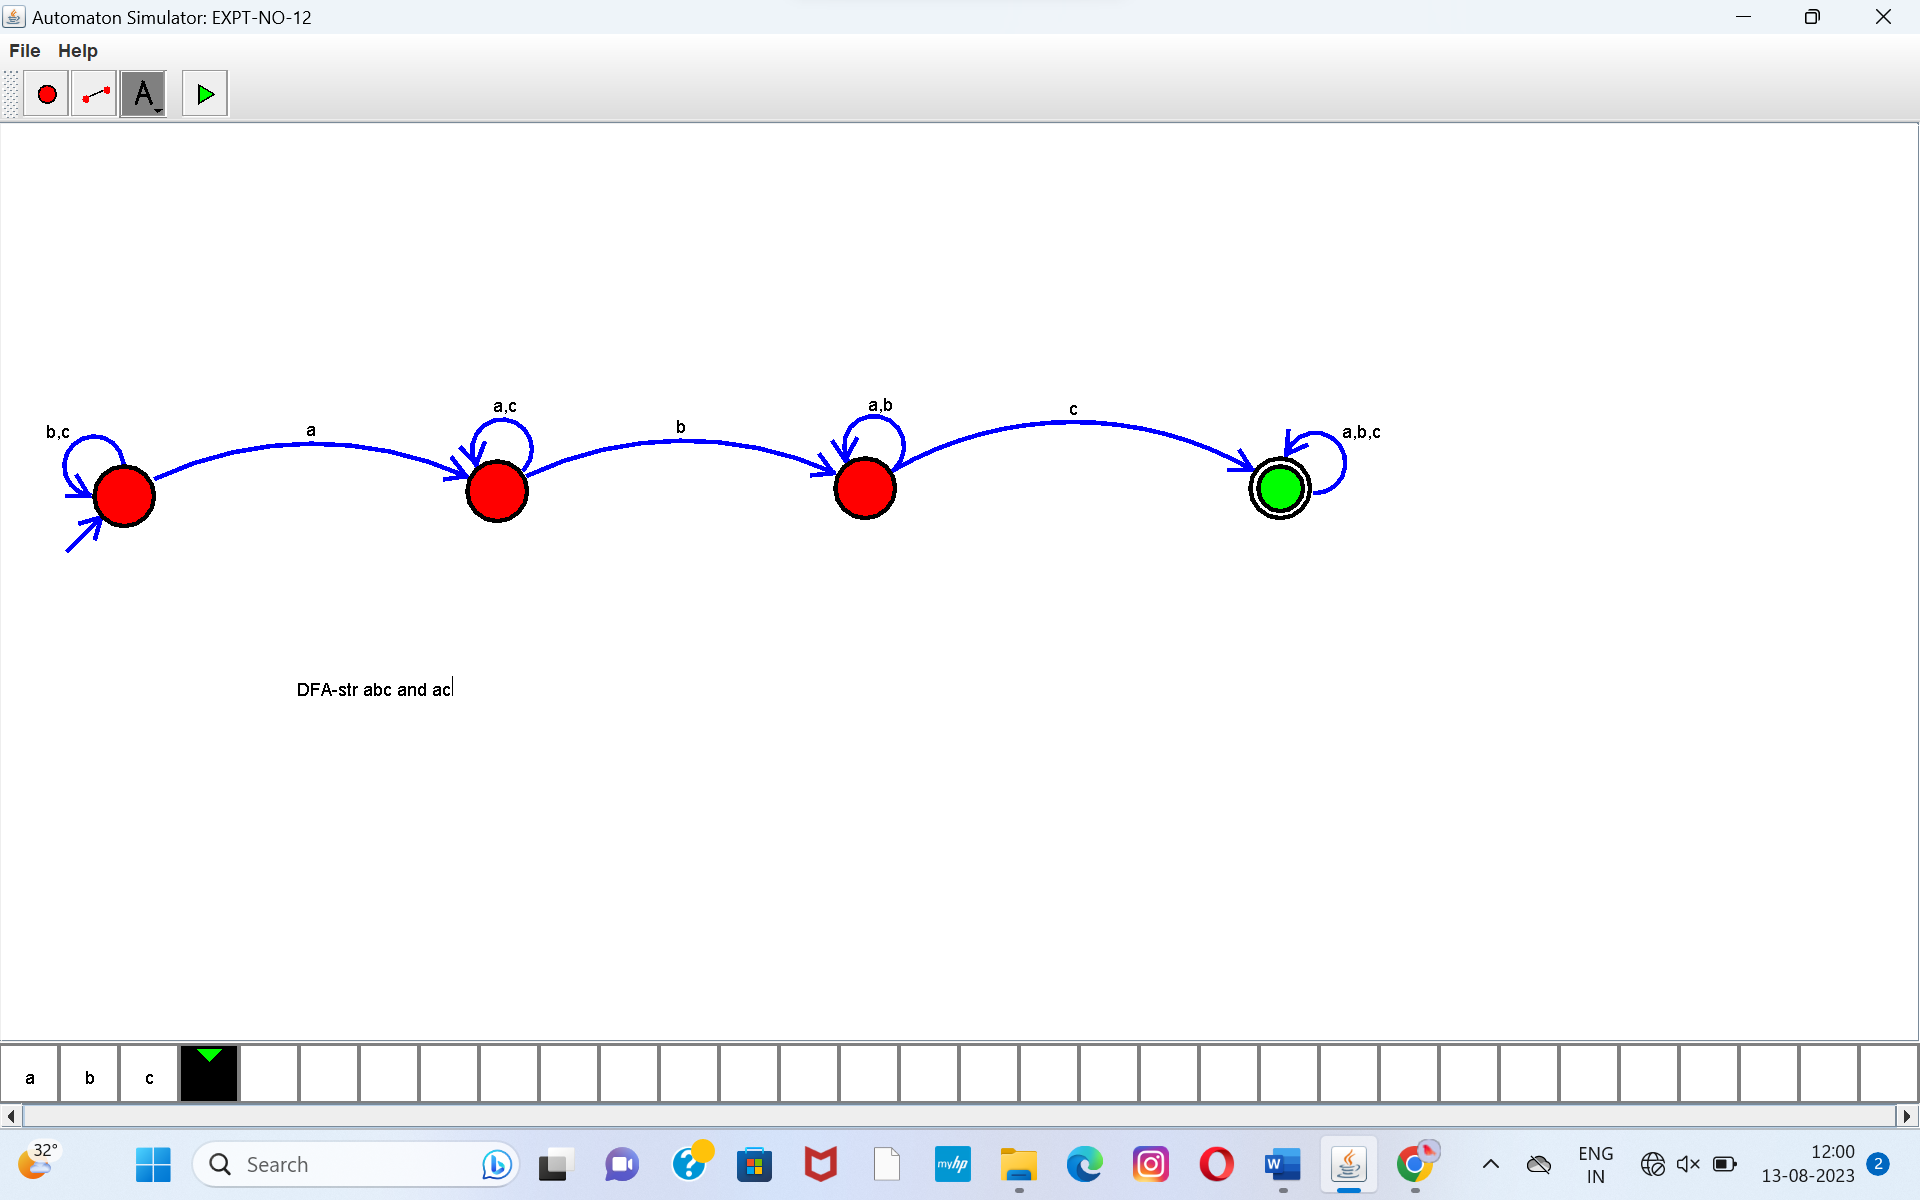 Automaton Simulator: EXPT-NO-12
File Help
A
b,c
a
a,c
b
a,b
c
a,b,c
DFA-str abc and ac
a b c
32°
Search
myhp
W
ENG
IN
12:00
13-08-2023
2